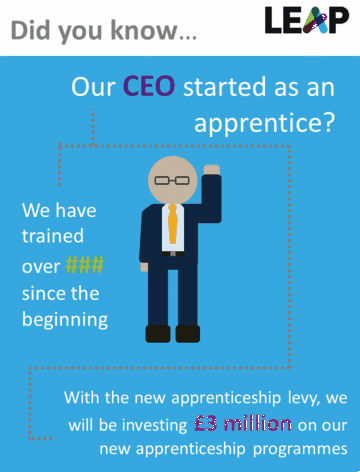 Did you know...
LEAP
Our CEO started as an
apprentice?
We have
trained
over ###
since the
beginning
With the new apprenticeship levy, we
will be investing £3 million on our
new apprenticeship programmes